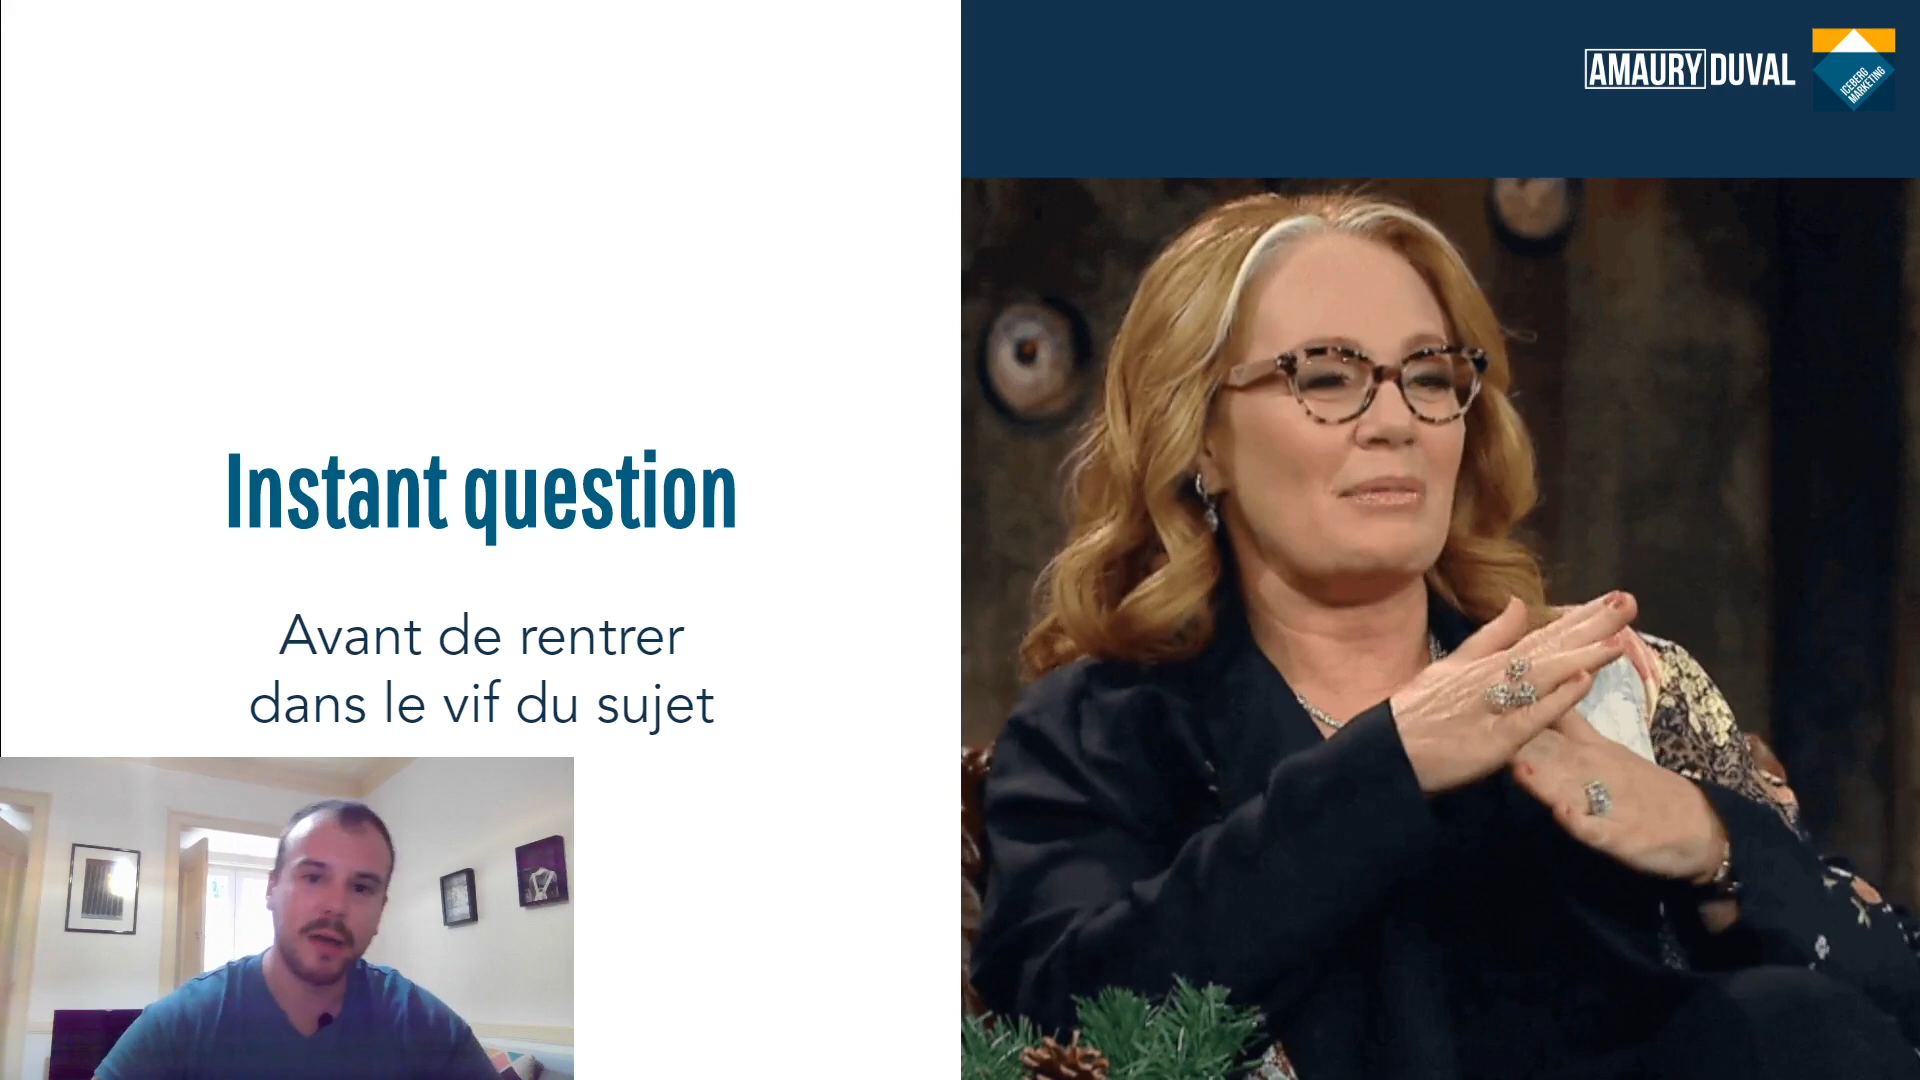 AMAURY DUVAL
ICEBERG
MARKETING
Instant question
Avant de rentrer
dans le vif du sujet